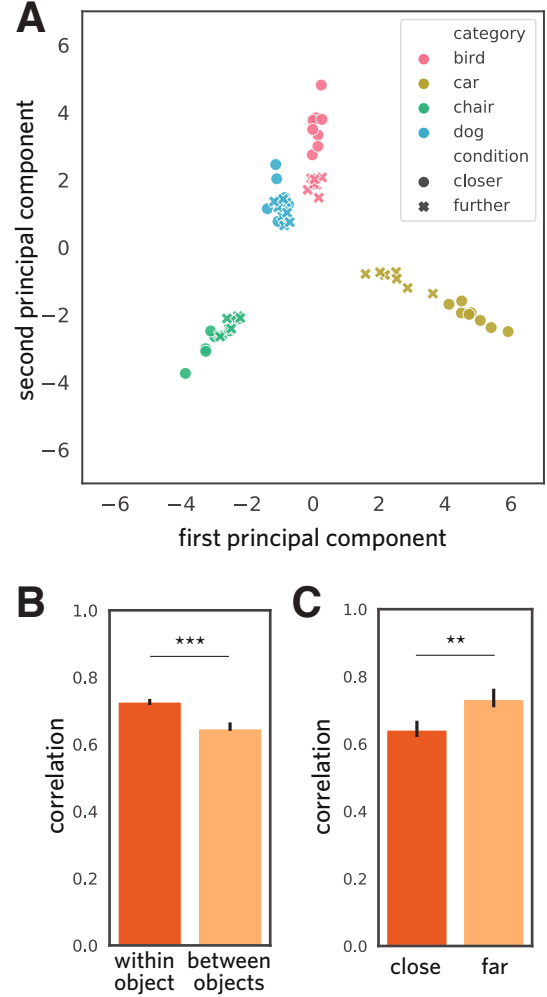 A
6
4
2
0
−2
−4
−6
second principal component
−6
−4
−2
0
2
4
6
first principal component
category
bird
car
chair
dog
condition
closer
further
B
1.0
0.8
0.6
0.4
0.2
0.0
correlation
★★★
within object
between objects
C
1.0
0.8
0.6
0.4
0.2
0.0
correlation
★★
close
far